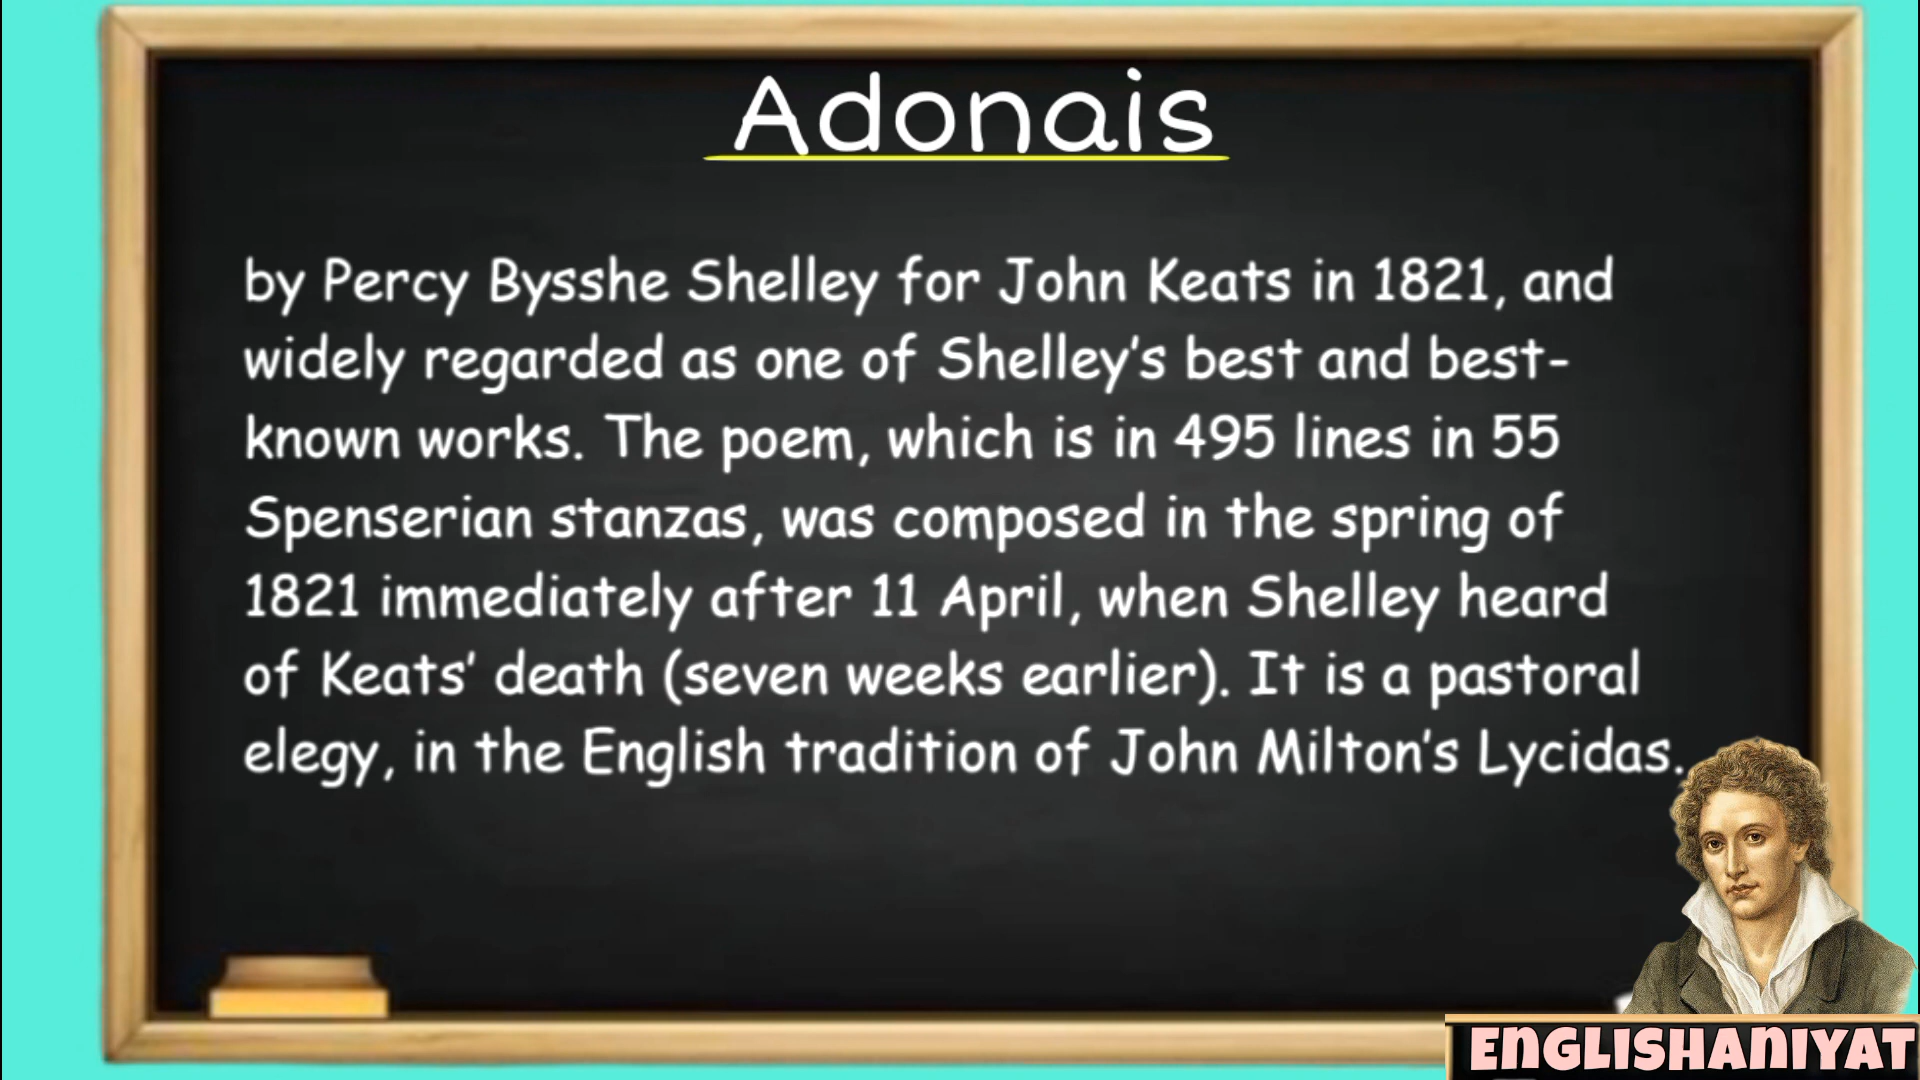 Adonais
by Percy Bysshe Shelley for John Keats in 1821, and
widely regarded as one of Shelley's best and best-
known works. The poem, which is in 495 lines in 55
Spenserian stanzas, was composed in the spring of
1821 immediately after 11 April, when Shelley heard
of Keats' death (seven weeks earlier). It is a pastoral
elegy, in the English tradition of John Milton's Lycidas.
ENGLISHANIYAT